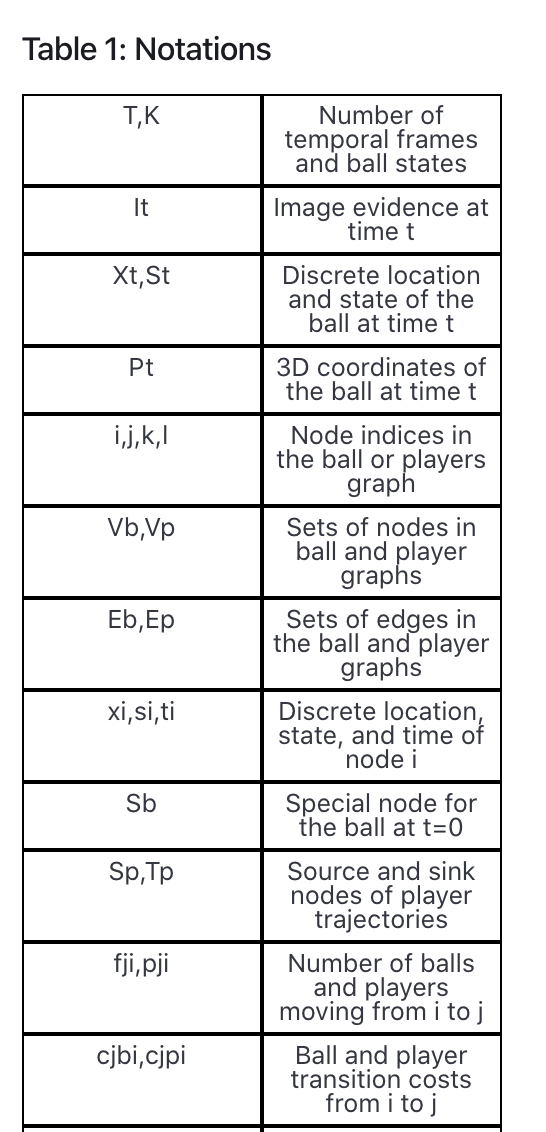 Table 1: Notations
T,K
Number of
temporal frames
and ball states
It
Image evidence at
time t
Xt,St
Discrete location
and state of the
ball at time t
Pt
3D coordinates of
the ball at time t
i,j,k,l
Node indices in
the ball or players
graph
Vb,Vp
Sets of nodes in
ball and player
graphs
Eb,Ep
Sets of edges in
the ball and player
graphs
xi,si,ti
Discrete location,
state, and time of
node i
Sb
Special node for
the ball at t=0
Sp,Tp
Source and sink
nodes of player
trajectories
fji,pji
Number of balls
and players
moving from i to j
cjbi,cjpi
Ball and player
transition costs
from i to j